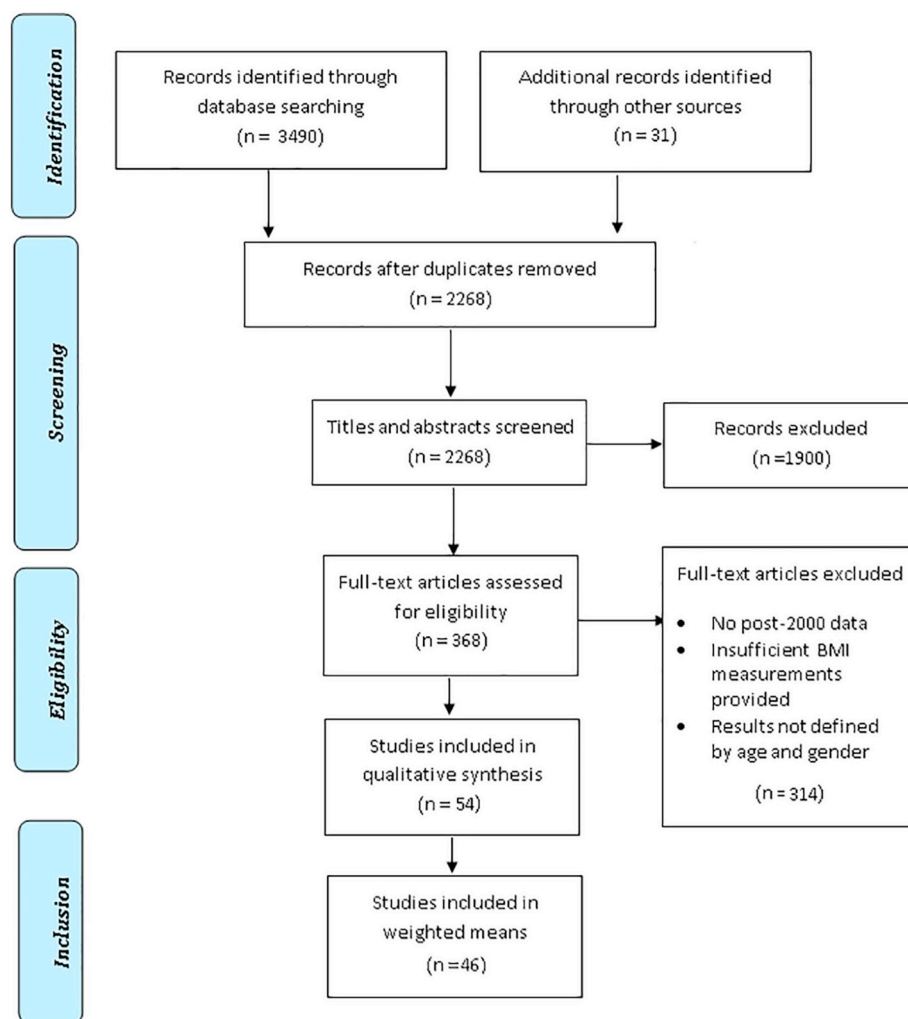 Identification
Records identified through
database searching
(n = 3490)
Additional records identified
through other sources
(n = 31)
Screening
Records after duplicates removed
(n = 2268)
Titles and abstracts screened
(n = 2268)
Records excluded
(n =1900)
Eligibility
Full-text articles assessed
for eligibility
(n = 368)
Full-text articles excluded
• No post-2000 data
• Insufficient BMI
measurements
provided
• Results not defined
by age and gender
(n = 314)
Studies included in
qualitative synthesis
(n = 54)
Inclusion
Studies included in
weighted means
(n =46)